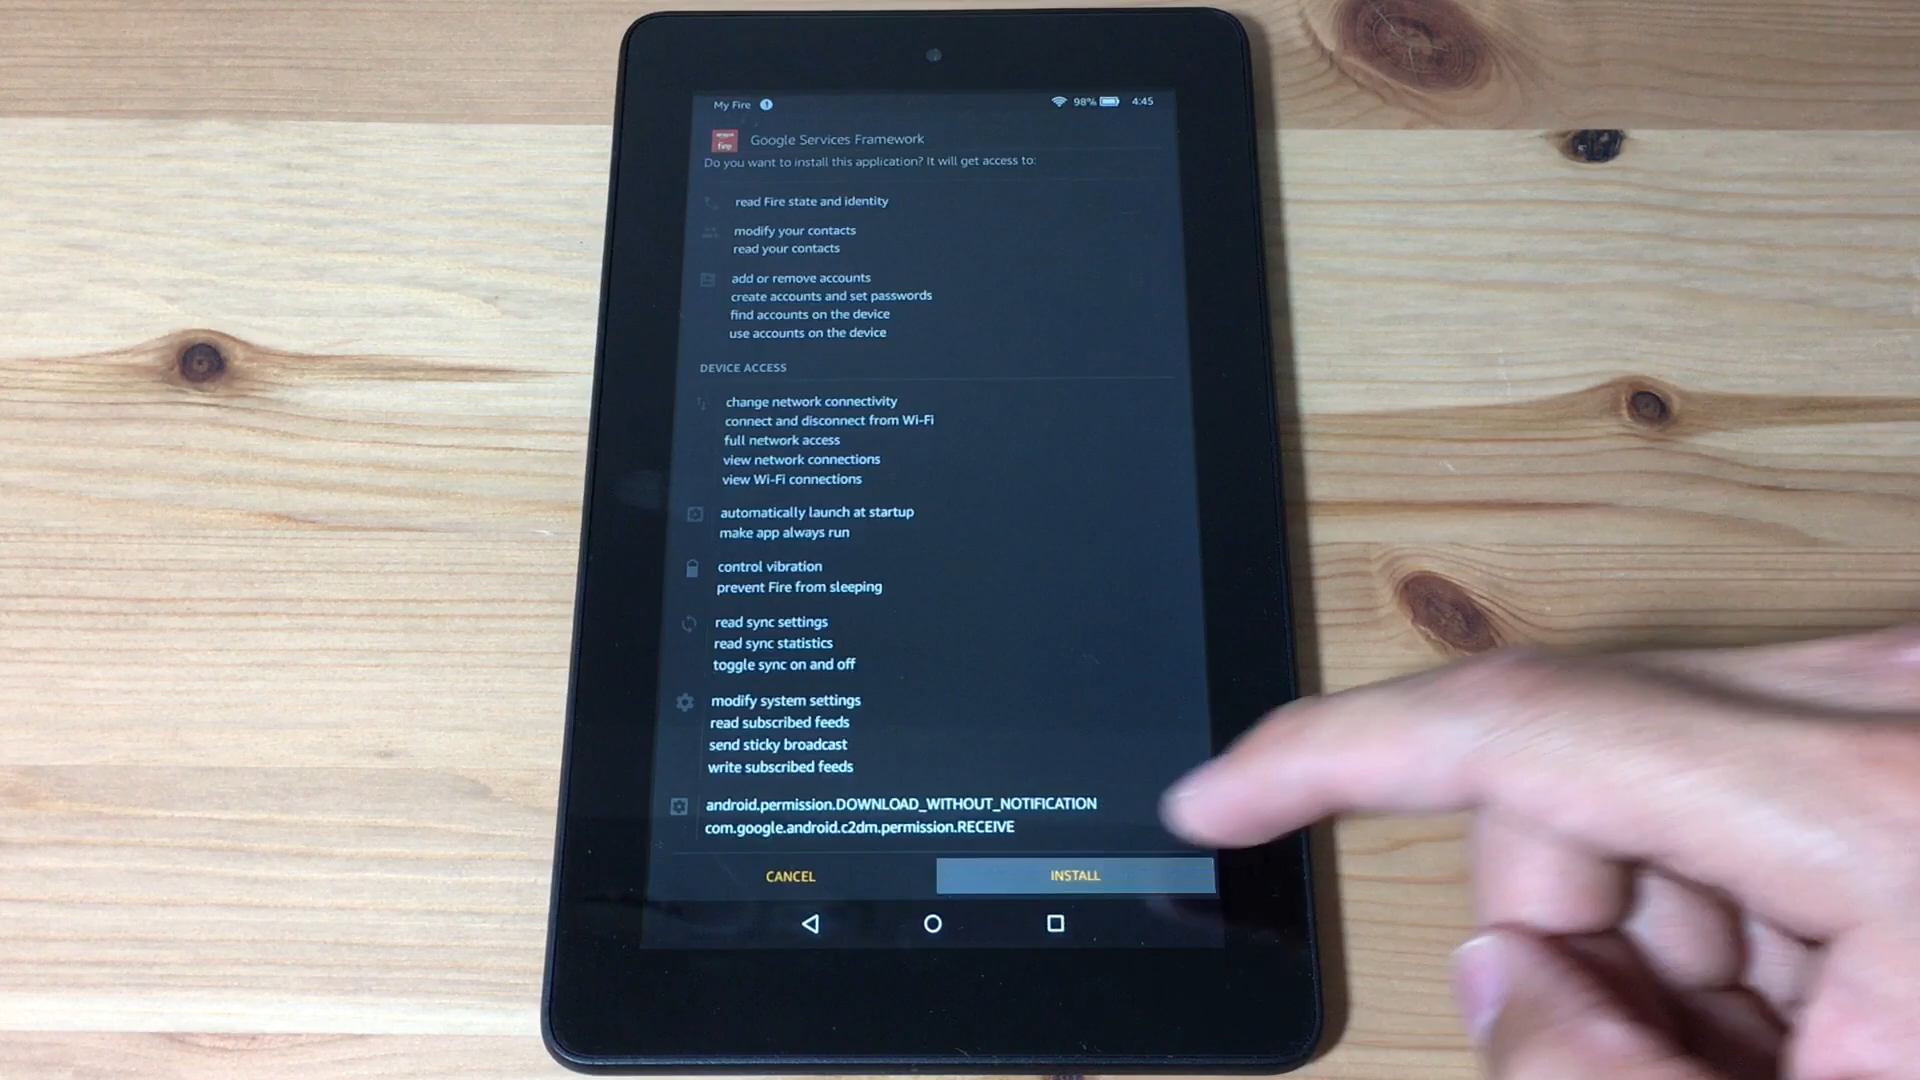 My Fire 1 98% 4:45
amazon
fire
Google Services Framework
Do you want to install this application? It will get access to:
read Fire state and identity
modify your contacts
read your contacts
add or remove accounts
create accounts and set passwords
find accounts on the device
use accounts on the device
DEVICE ACCESS
change network connectivity
connect and disconnect from Wi-Fi
full network access
view network connections
view Wi-Fi connections
automatically launch at startup
make app always run
control vibration
prevent Fire from sleeping
read sync settings
read sync statistics
toggle sync on and off
modify system settings
read subscribed feeds
send sticky broadcast
write subscribed feeds
android.permission.DOWNLOAD_WITHOUT_NOTIFICATION
com.google.android.c2dm.permission.RECEIVE
CANCEL INSTALL